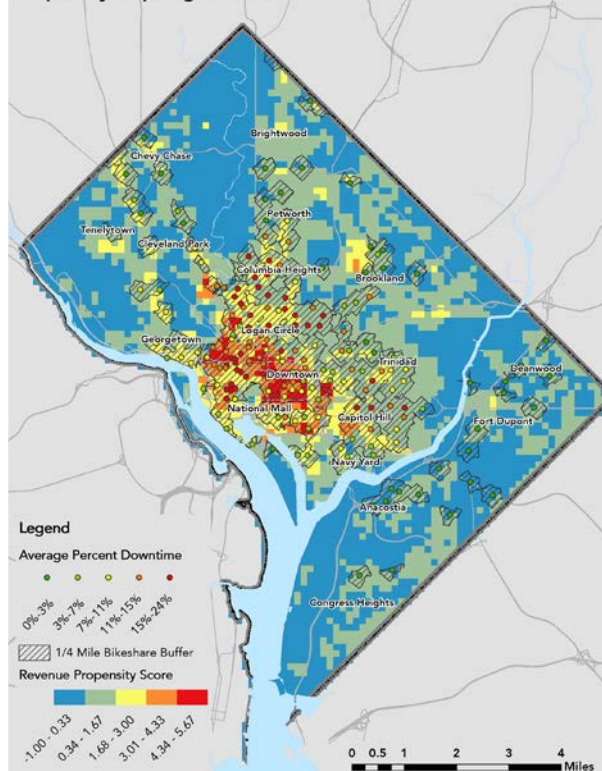 Brightwood
Chevy Chase
Petworth
Tenelytown
Cleveland Park
Columbia Heights
Brookland
Logan Circle
Georgetown
Trinidad
Downtown
Deanwood
National Mall
Capitol Hill
Fort Dupont
Navy Yard
Anacostia
Congress Heights
Legend
Average Percent Downtime
0%-3%
3%-7%
7%-11%
11%-15%
15%-24%
1/4 Mile Bikeshare Buffer
Revenue Propensity Score
-1.00 - 0.33
0.34 - 1.67
1.68 - 3.00
3.01 - 4.33
4.34 - 5.67
0 0.5 1 2 3 4
Miles